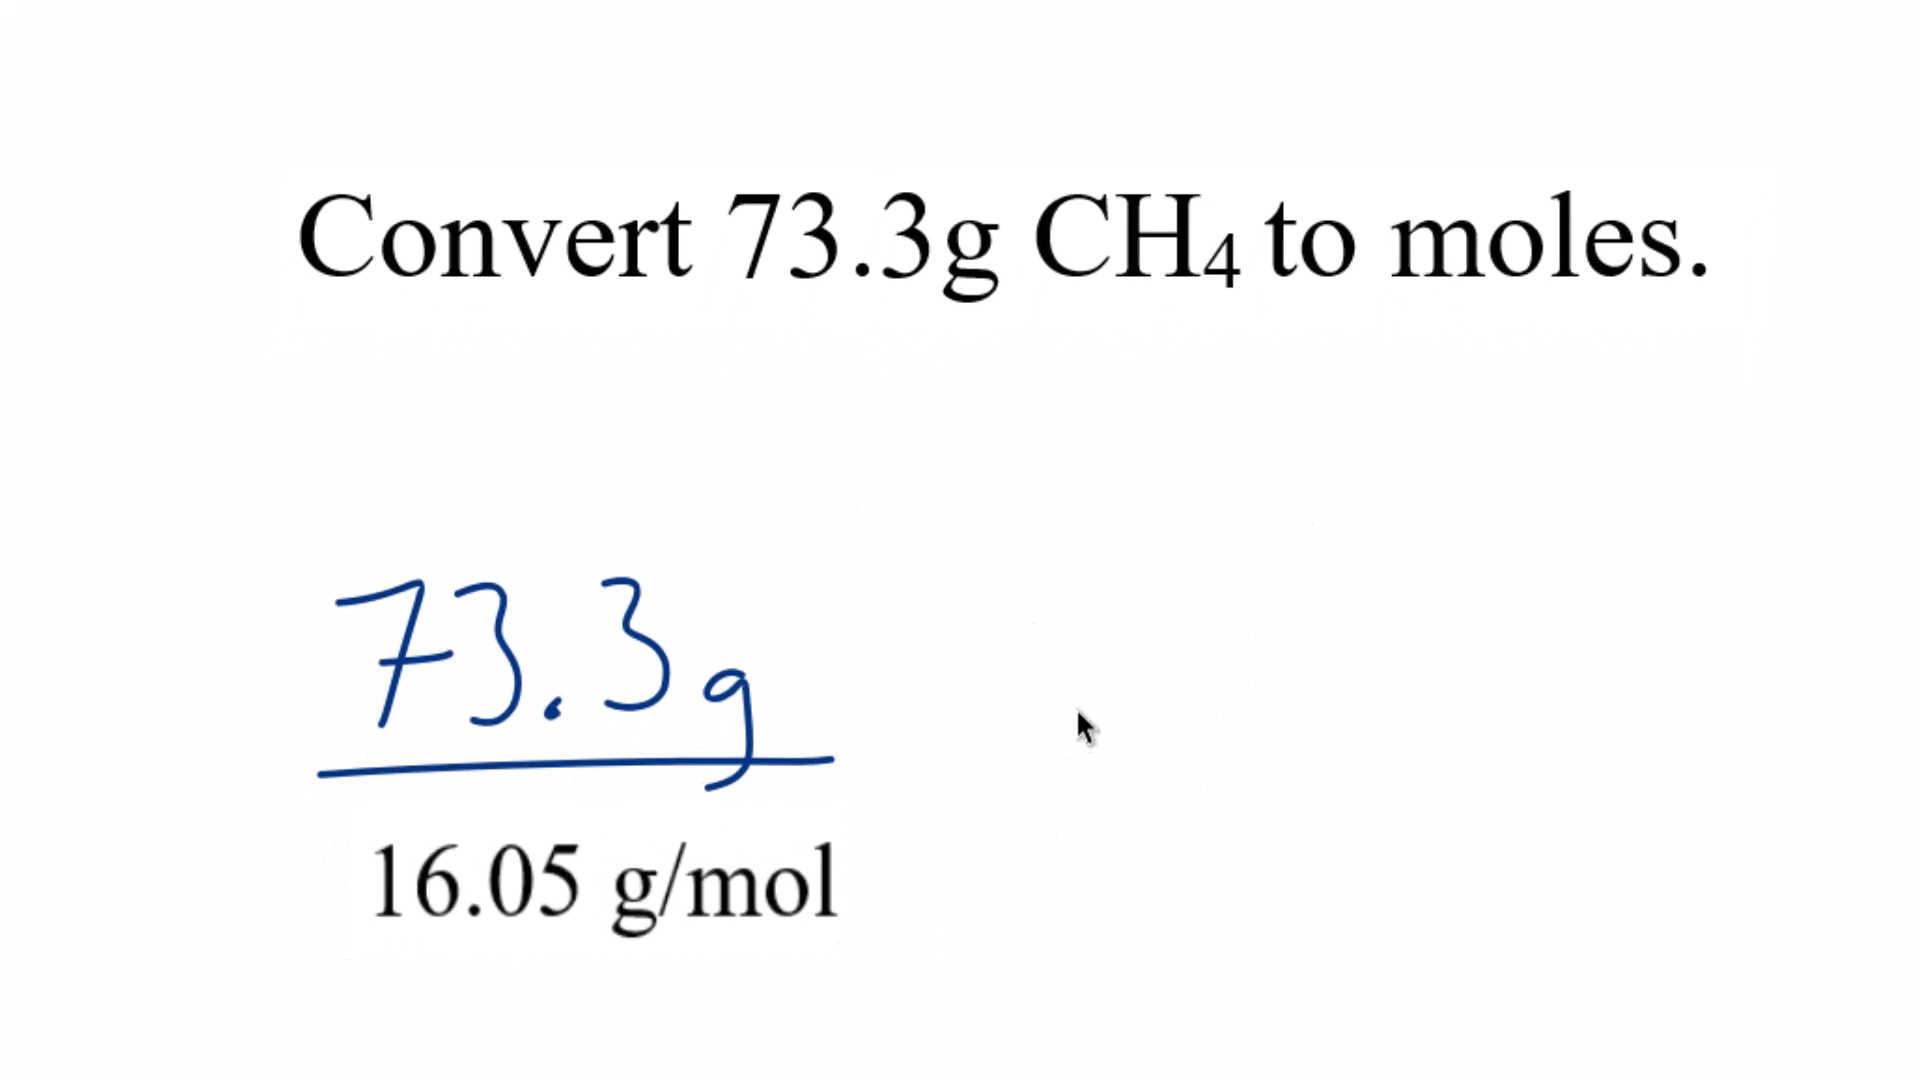 Convert 73.3g CH₄ to moles.
73.3g
16.05 g/mol